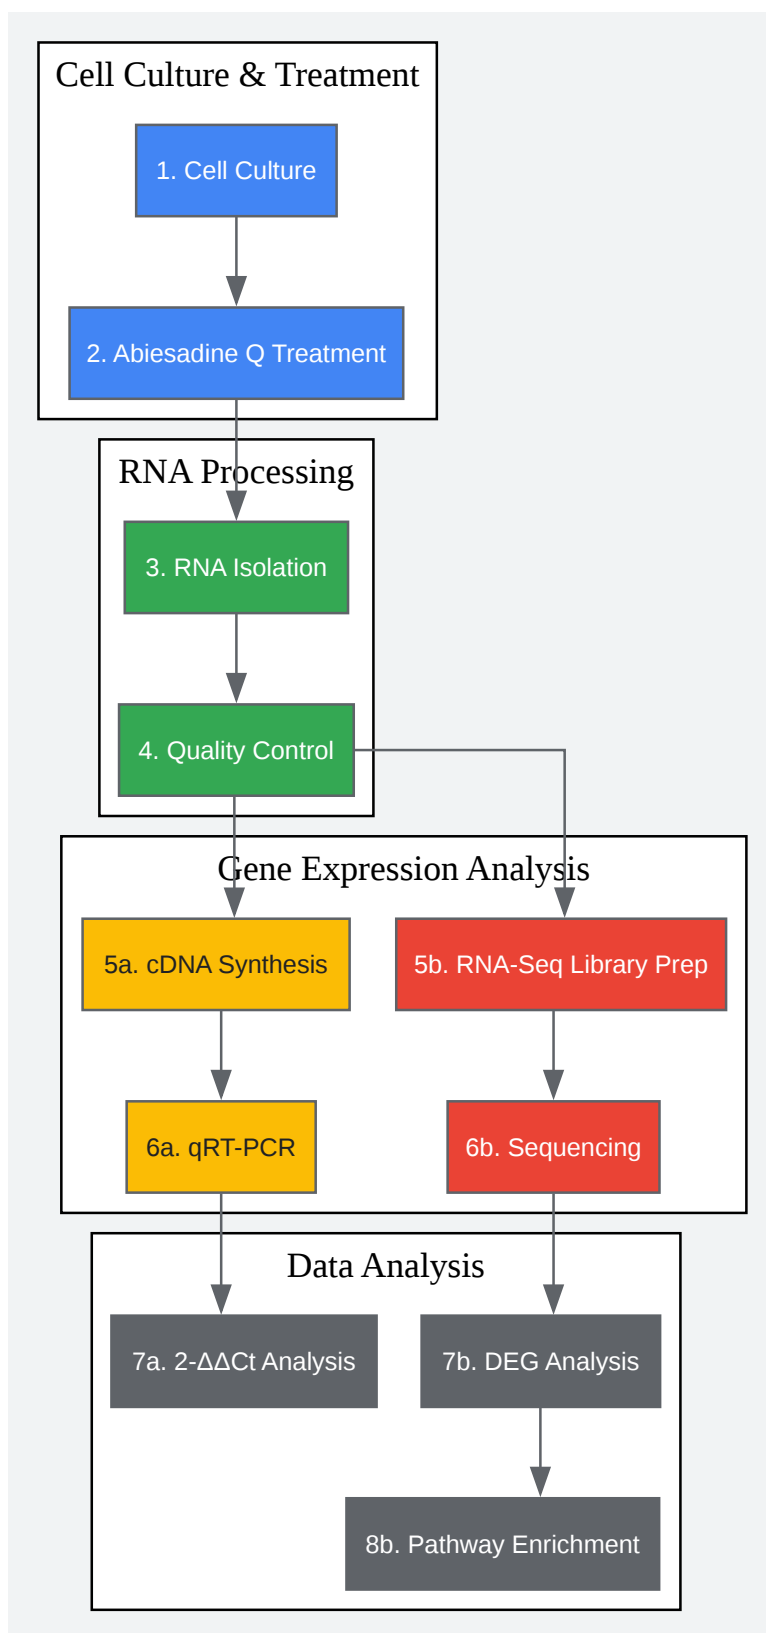 Cell Culture & Treatment
1. Cell Culture
2. Abiesadine Q Treatment
RNA Processing
3. RNA Isolation
4. Quality Control
Gene Expression Analysis
5a. cDNA Synthesis
5b. RNA-Seq Library Prep
6a. qRT-PCR
6b. Sequencing
Data Analysis
7a. 2-ΔΔCt Analysis
7b. DEG Analysis
8b. Pathway Enrichment